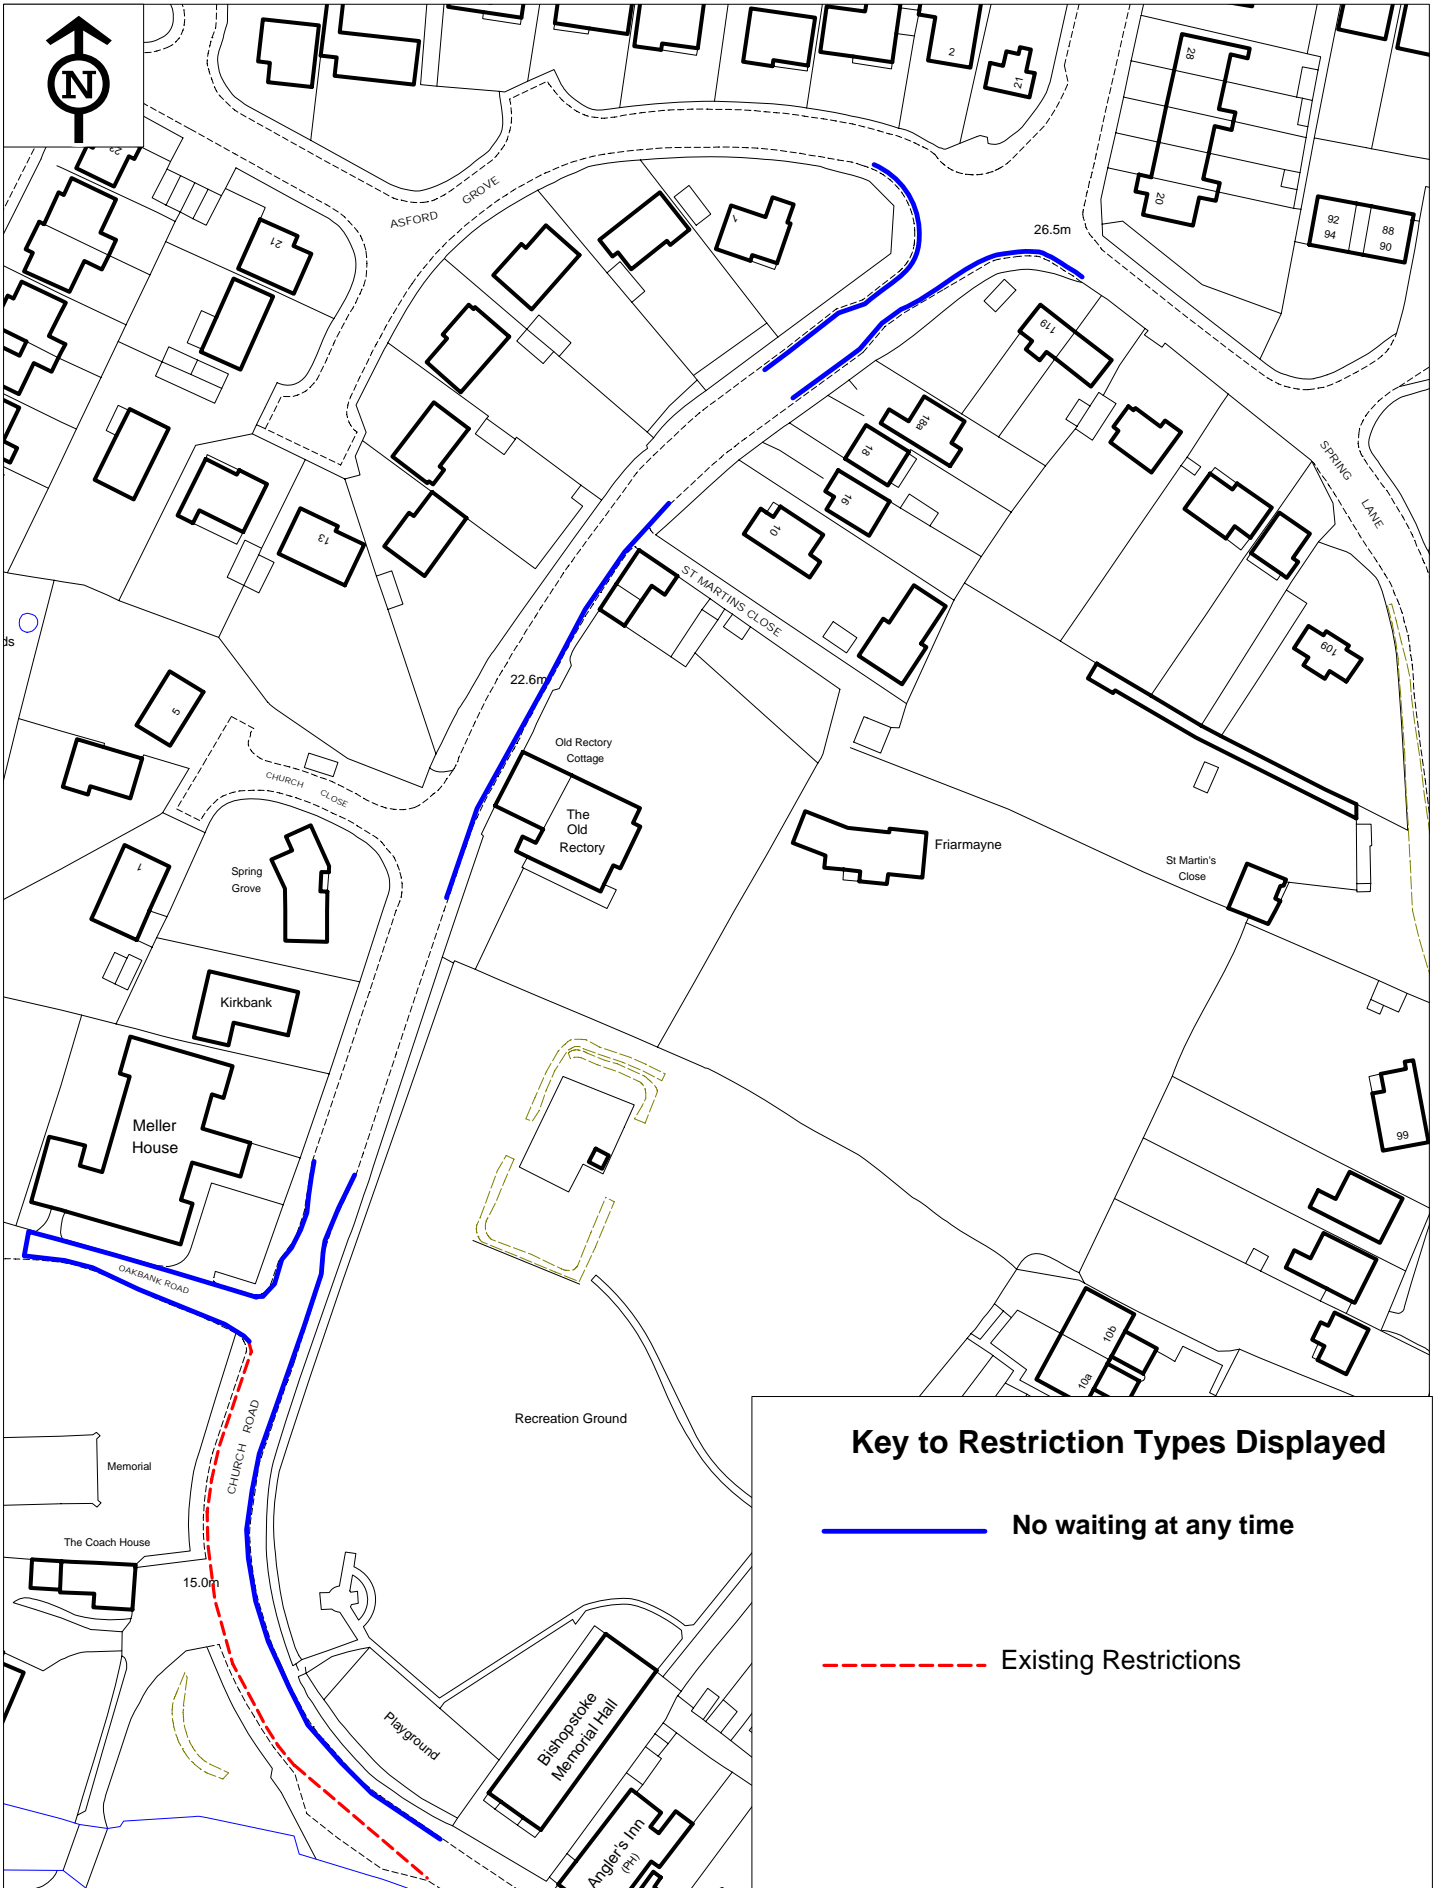 N
22
2
21
28
20
92
94
88
90
ASFORD GROVE
21
1
26.5m
119
18a
18
16
10
13
SPRING LANE
ST MARTINS CLOSE
ds
22.6m
5
109
Old Rectory
Cottage
CHURCH CLOSE
The
Old
Rectory
Friarmayne
St Martin's
Close
1
Spring
Grove
Kirkbank
Meller
House
99
OAKBANK ROAD
10b
10a
CHURCH ROAD
Recreation Ground
Memorial
The Coach House
15.0m
Playground
Bishopstoke
Memorial Hall
Angler's Inn
(PH)
Key to Restriction Types Displayed
No waiting at any time
Existing Restrictions